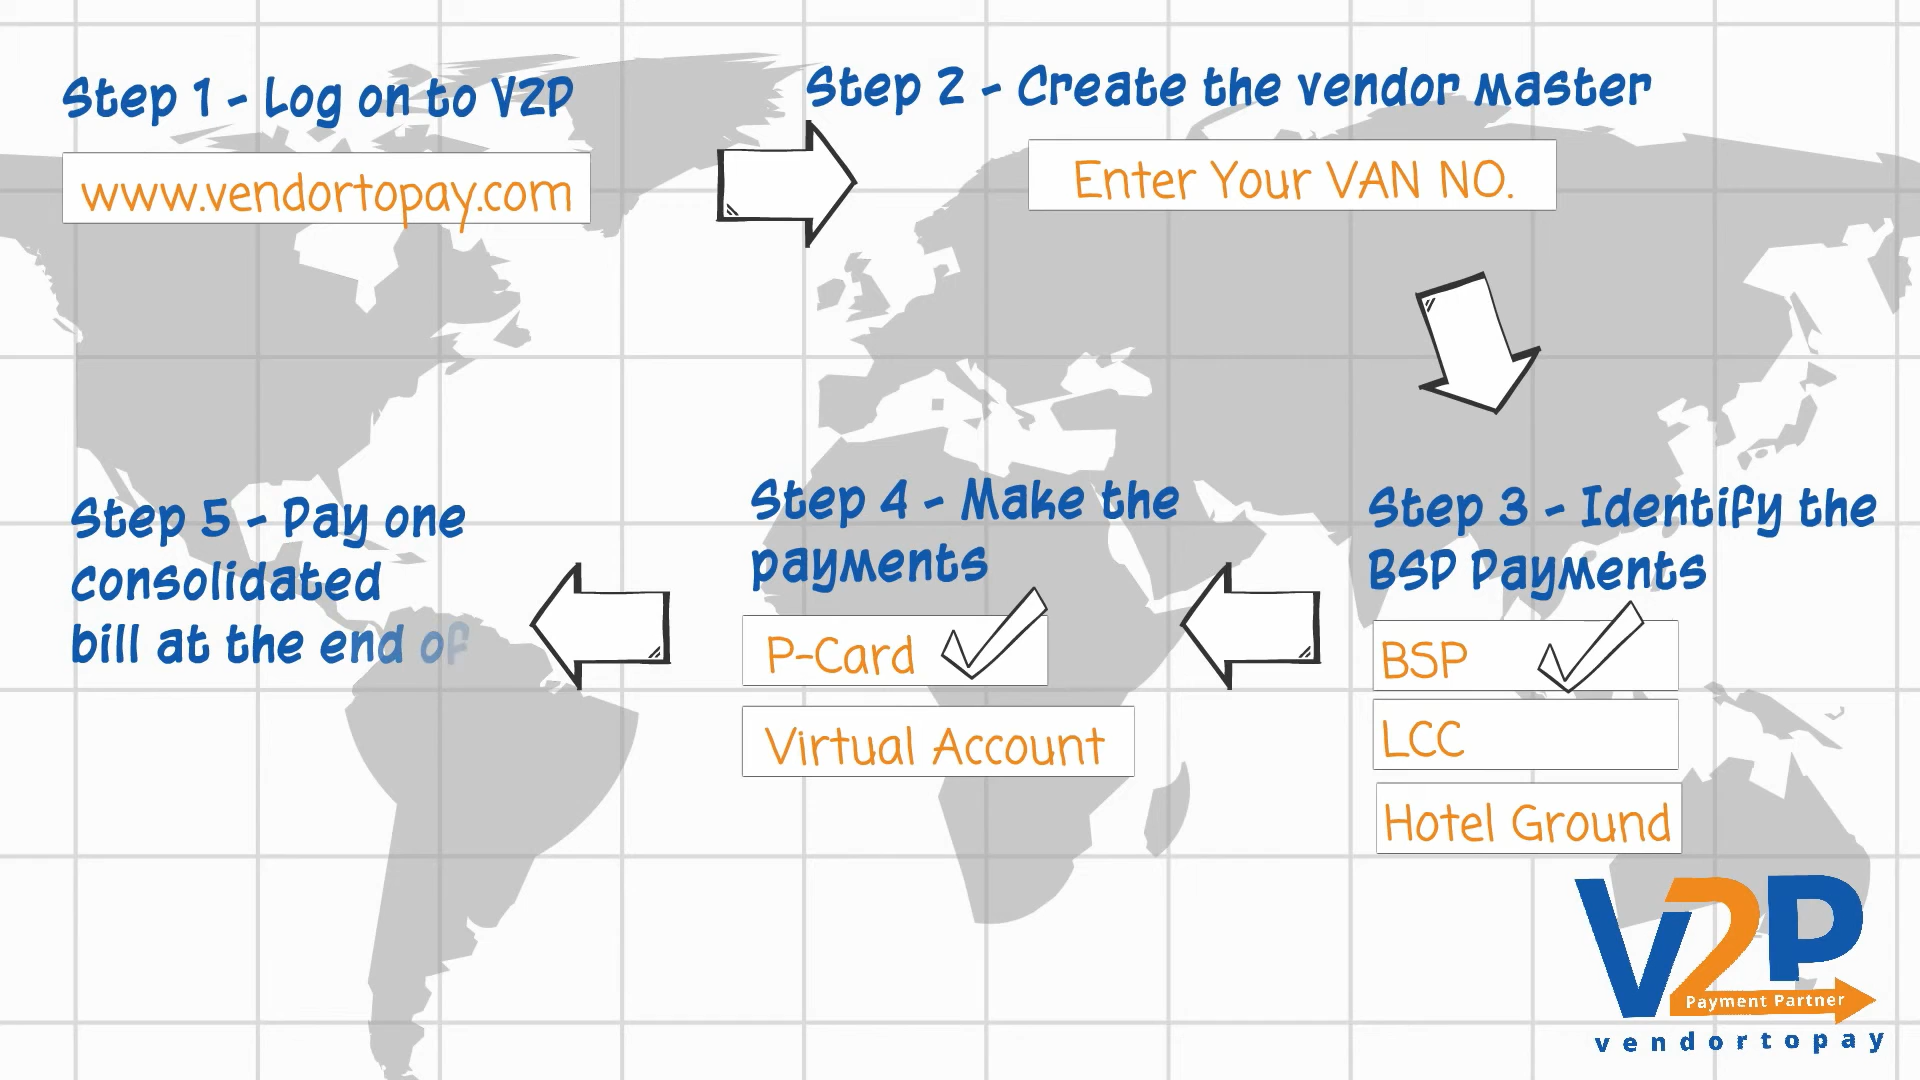 Step 1 - Log on to V2P
www.vendortopay.com
Step 2 - Create the vendor master
Enter Your VAN NO.
Step 3 - Identify the
BSP Payments
BSP
LCC
Hotel Ground
Step 4 - Make the
payments
P-Card
Virtual Account
Step 5 - Pay one
consolidated
bill at the end of
V2P
Payment Partner
vendortopay